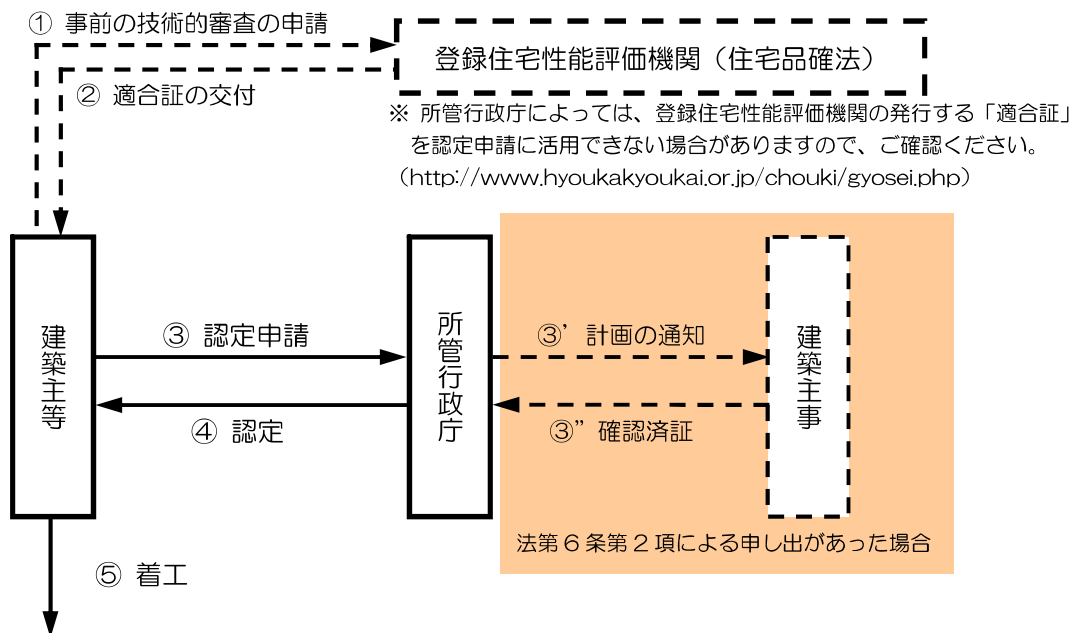 ① 事前の技術的審査の申請
登録住宅性能評価機関（住宅品確法）
② 適合証の交付
※ 所管行政庁によっては、登録住宅性能評価機関の発行する「適合証」
を認定申請に活用できない場合がありますので、ご確認ください。
（http://www.hyoukakyoukai.or.jp/chouki/gyosei.php）
建築主等
③ 認定申請
④ 認定
所管行政庁
③’ 計画の通知
③” 確認済証
建築主事
法第６条第２項による申し出があった場合
⑤ 着工